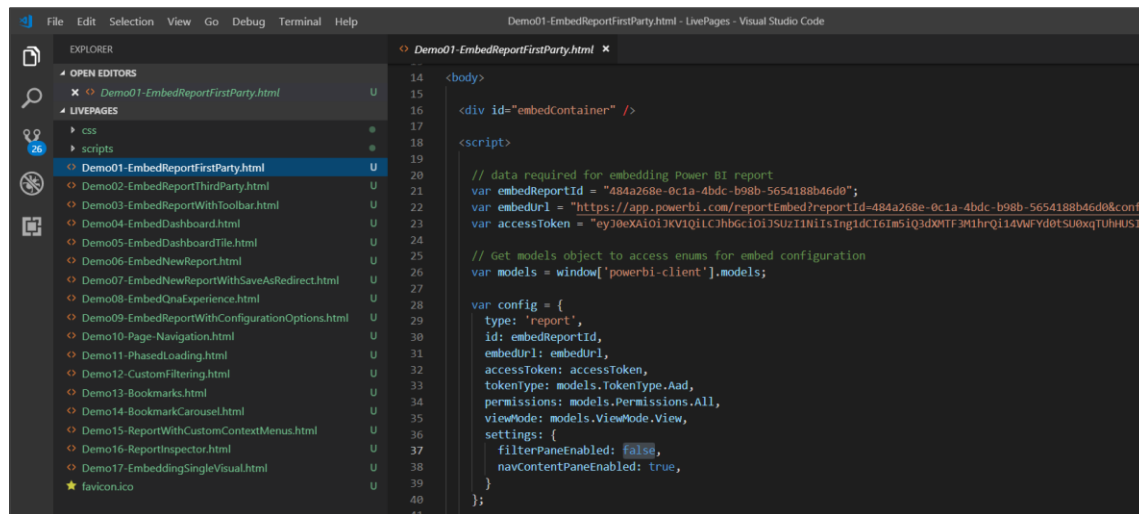 File Edit Selection View Go Debug Terminal Help
Demo01-EmbedReportFirstParty.html - LivePages - Visual Studio Code
EXPLORER
OPEN EDITORS
Demo01-EmbedReportFirstParty.html U
LIVEPAGES
css
scripts
26
Demo01-EmbedReportFirstParty.html U
Demo02-EmbedReportThirdParty.html U
Demo03-EmbedReportWithToolbar.html U
Demo04-EmbedDashboard.html U
Demo05-EmbedDashboardTile.html U
Demo06-EmbedNewReport.html U
Demo07-EmbedNewReportWithSaveAsRedirect.html U
Demo08-EmbedQnaExperience.html U
Demo09-EmbedReportWithConfigurationOptions.html U
Demo10-Page-Navigation.html U
Demo11-PhasedLoading.html U
Demo12-CustomFiltering.html U
Demo13-Bookmarks.html U
Demo14-BookmarkCarousel.html U
Demo15-ReportWithCustomContextMenus.html U
Demo16-ReportInspector.html U
Demo17-EmbeddingSingleVisual.html U
favicon.ico U
Demo01-EmbedReportFirstParty.html
14 <body>
15
16 <div id="embedContainer" />
17
18 <script>
19
20 // data required for embedding Power BI report
21 var embedReportId = "484a268e-0c1a-4bdc-b98b-5654188b46d0";
22 var embedUrl = "https://app.powerbi.com/reportEmbed?reportId=484a268e-0c1a-4bdc-b98b-5654188b46d0&conf
23 var accessToken =
24
25 // Get models object to access enums for embed configuration
26 var models = window['powerbi-client'].models;
27
28 var config = {
29 type: 'report',
30 id: embedReportId,
31 embedUrl: embedUrl,
32 accessToken: accessToken,
33 tokenType: models.TokenType.Aad,
34 permissions: models.Permissions.All,
35 viewMode: models.ViewMode.View,
36 settings: {
37 filterPaneEnabled: false,
38 navContentPaneEnabled: true,
39 }
40 };